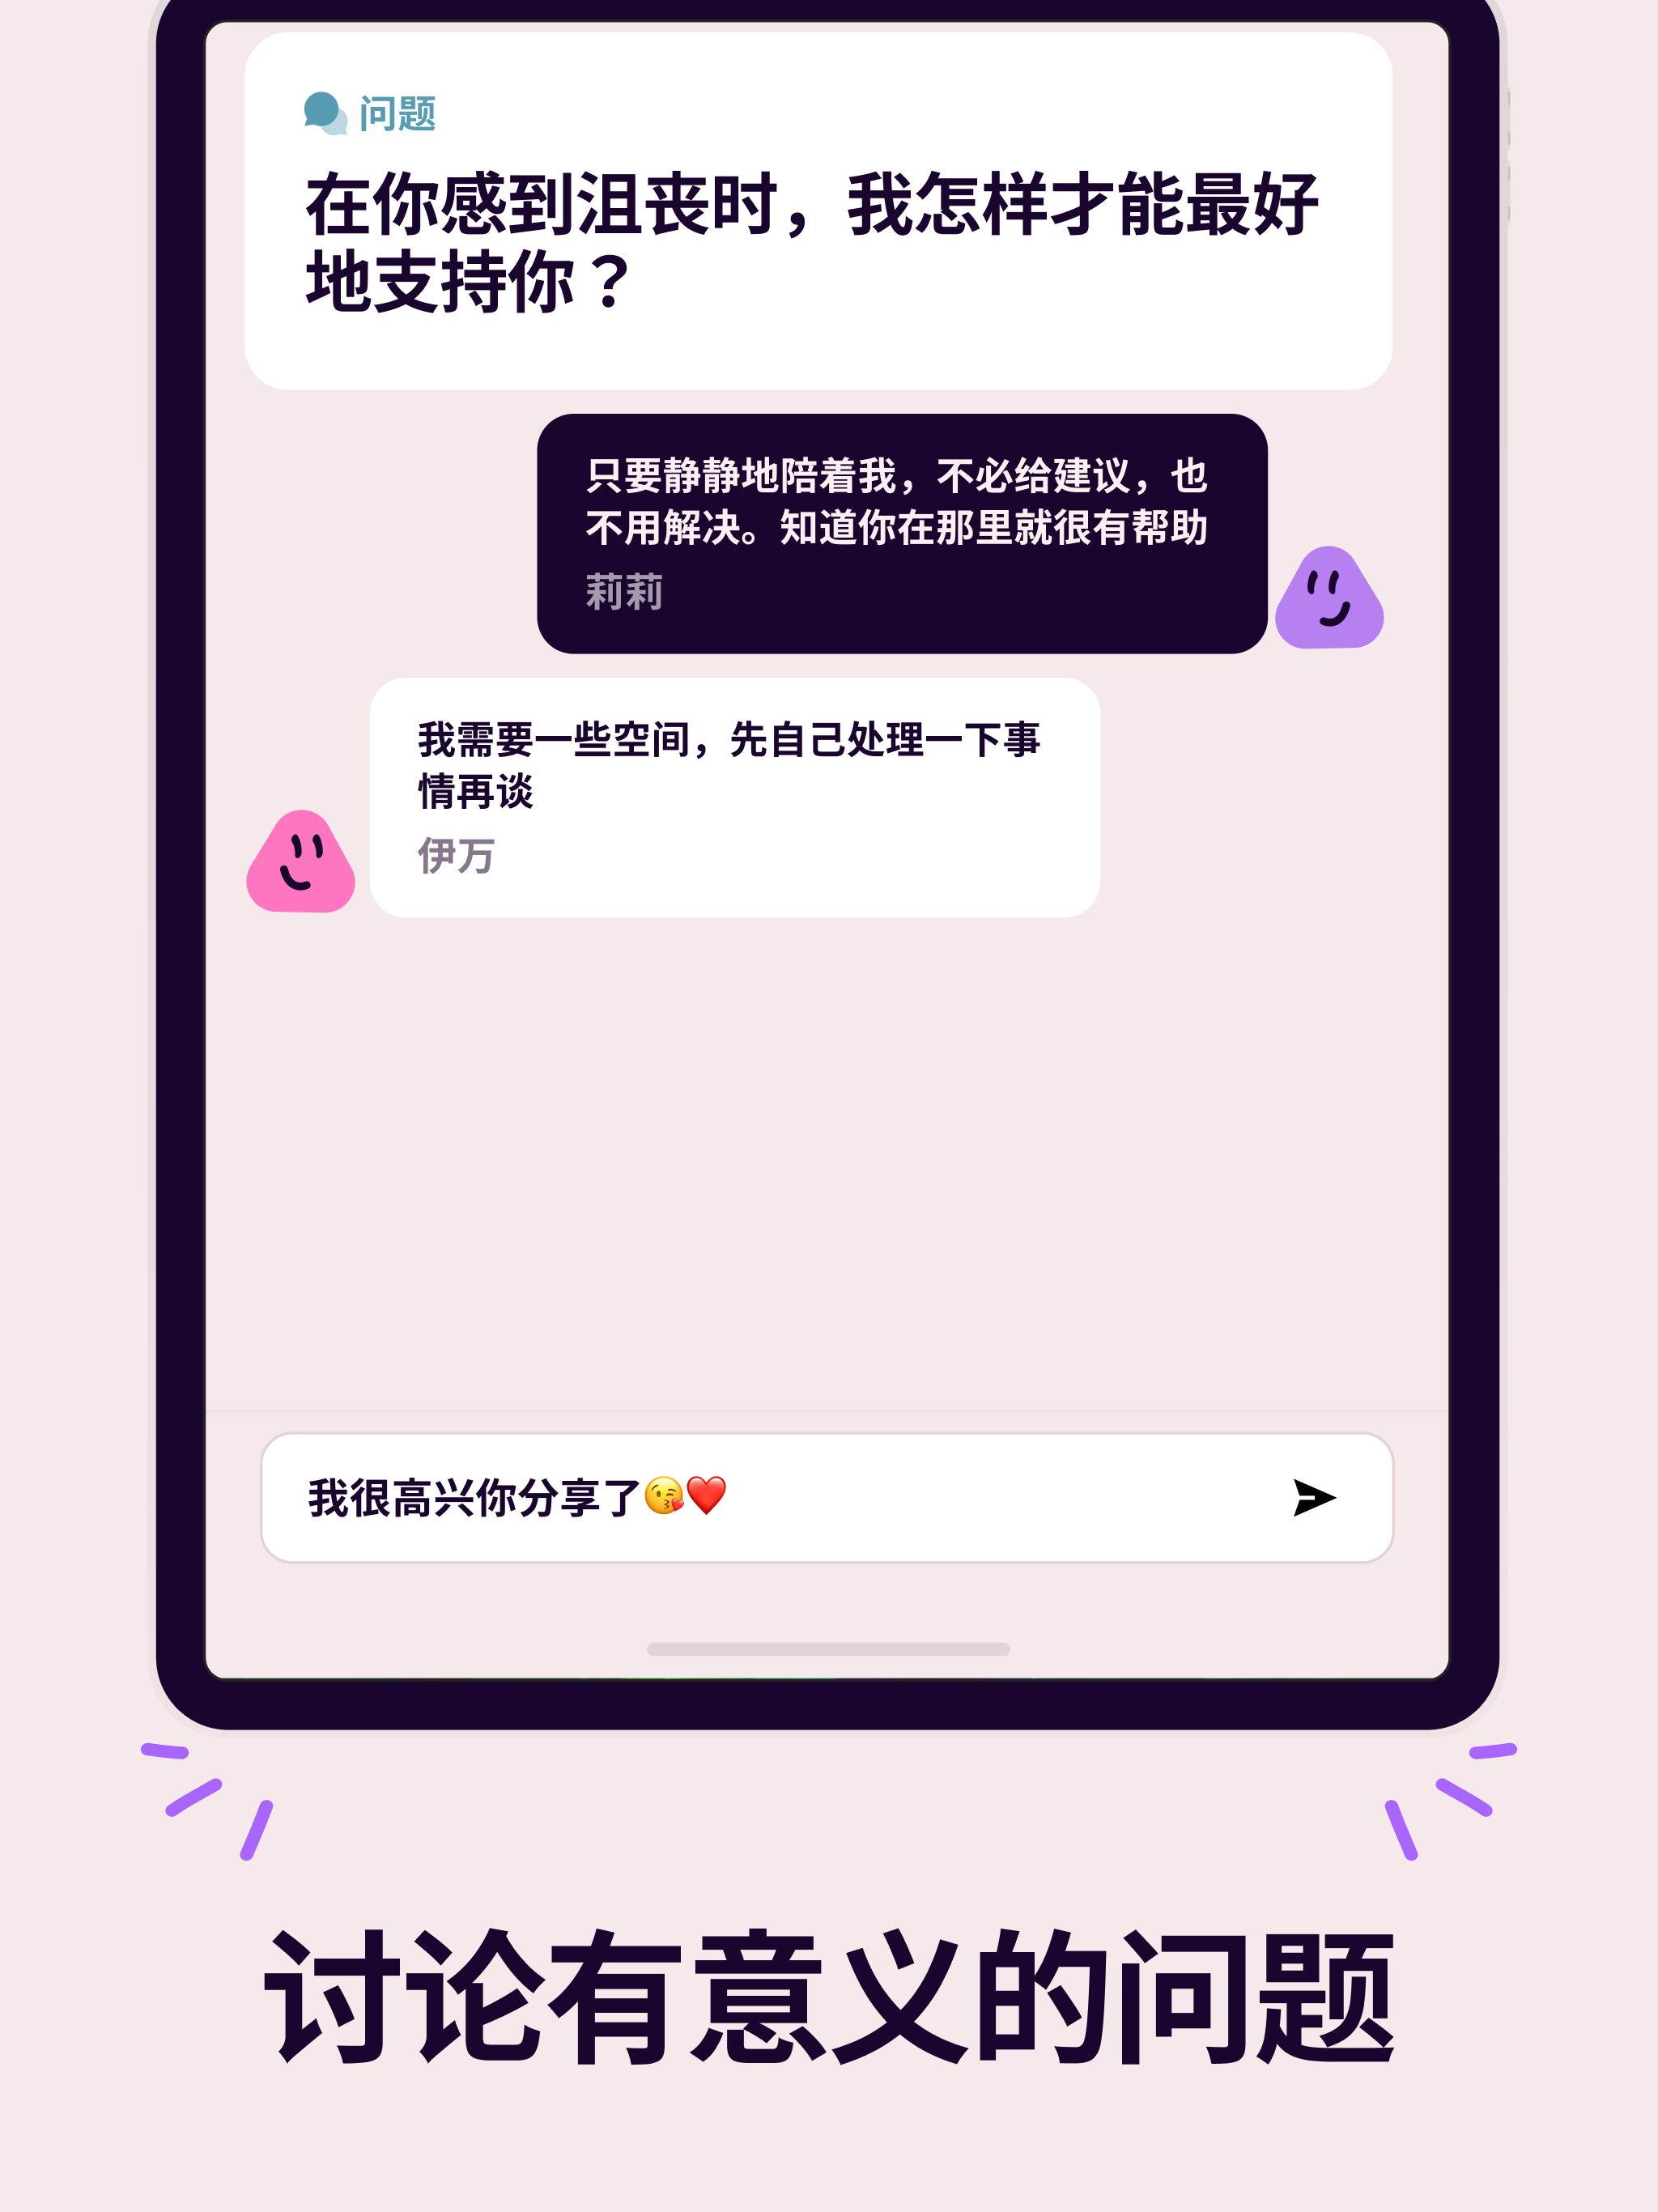 问题
在你感到沮丧时，我怎样才能最好
地支持你？
只要静静地陪着我，不必给建议，也
不用解决。知道你在那里就很有帮助
莉莉
我需要一些空间，先自己处理一下事
情再谈
伊万
我很高兴你分享了😘❤️
讨论有意义的问题